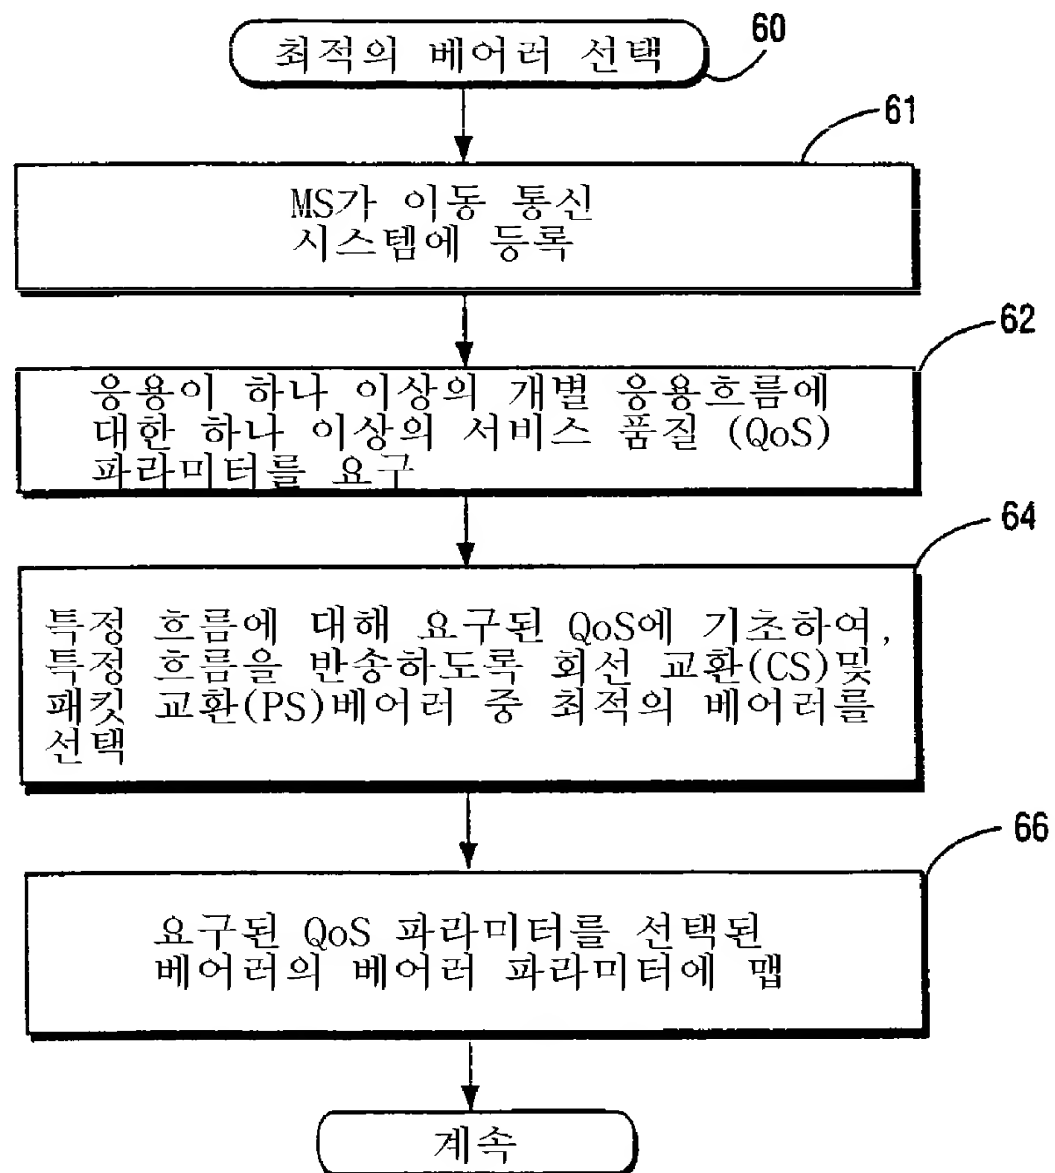 최적의 베어러 선택
60
61
MS가 이동 통신
시스템에 등록
62
응용이 하나 이상의 개별 응용흐름에
대한 하나 이상의 서비스 품질 (QoS)
파라미터를 요구
64
특정 흐름에 대해 요구된 QoS에 기초하여,
특정 흐름을 반송하도록 회선 교환(CS)및
패킷 교환(PS)베어러 중 최적의 베어러를
선택
66
요구된 QoS 파라미터를 선택된
베어러의 베어러 파라미터에 맵
계속